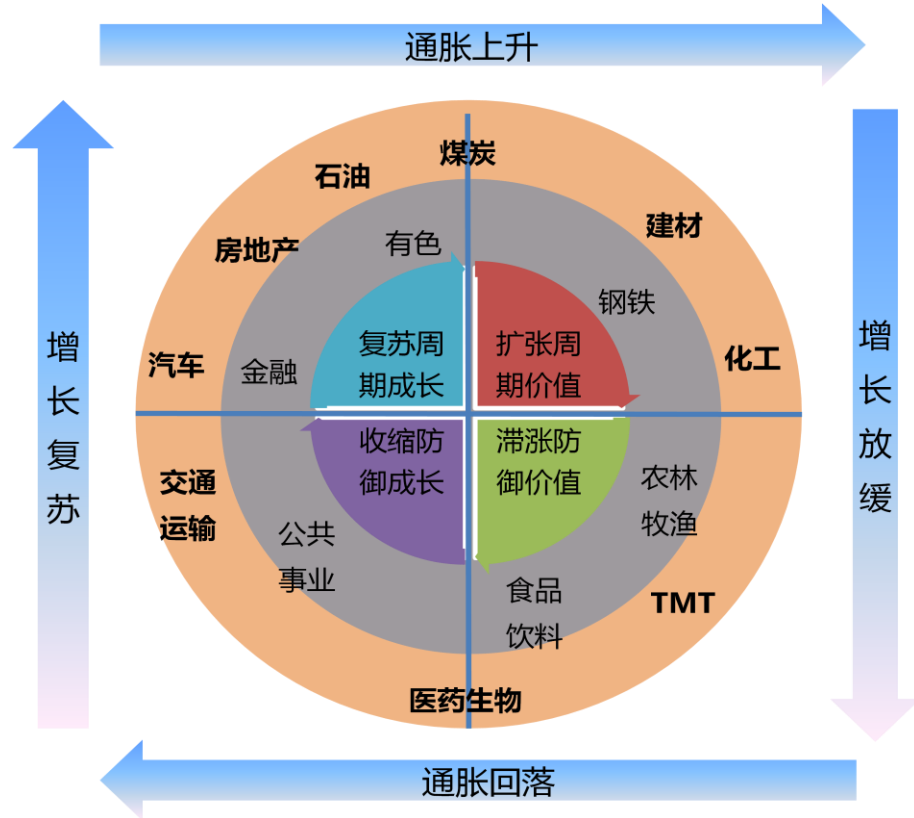 通胀上升
煤炭
石油
建材
房地产
有色
钢铁
汽车
金融
化工
复苏周
期成长
扩张周
期价值
增
长
复
苏
增
长
放
缓
收缩防
御成长
滞涨防
御价值
交通
运输
公共
事业
农林
牧渔
食品
饮料
TMT
医药生物
通胀回落